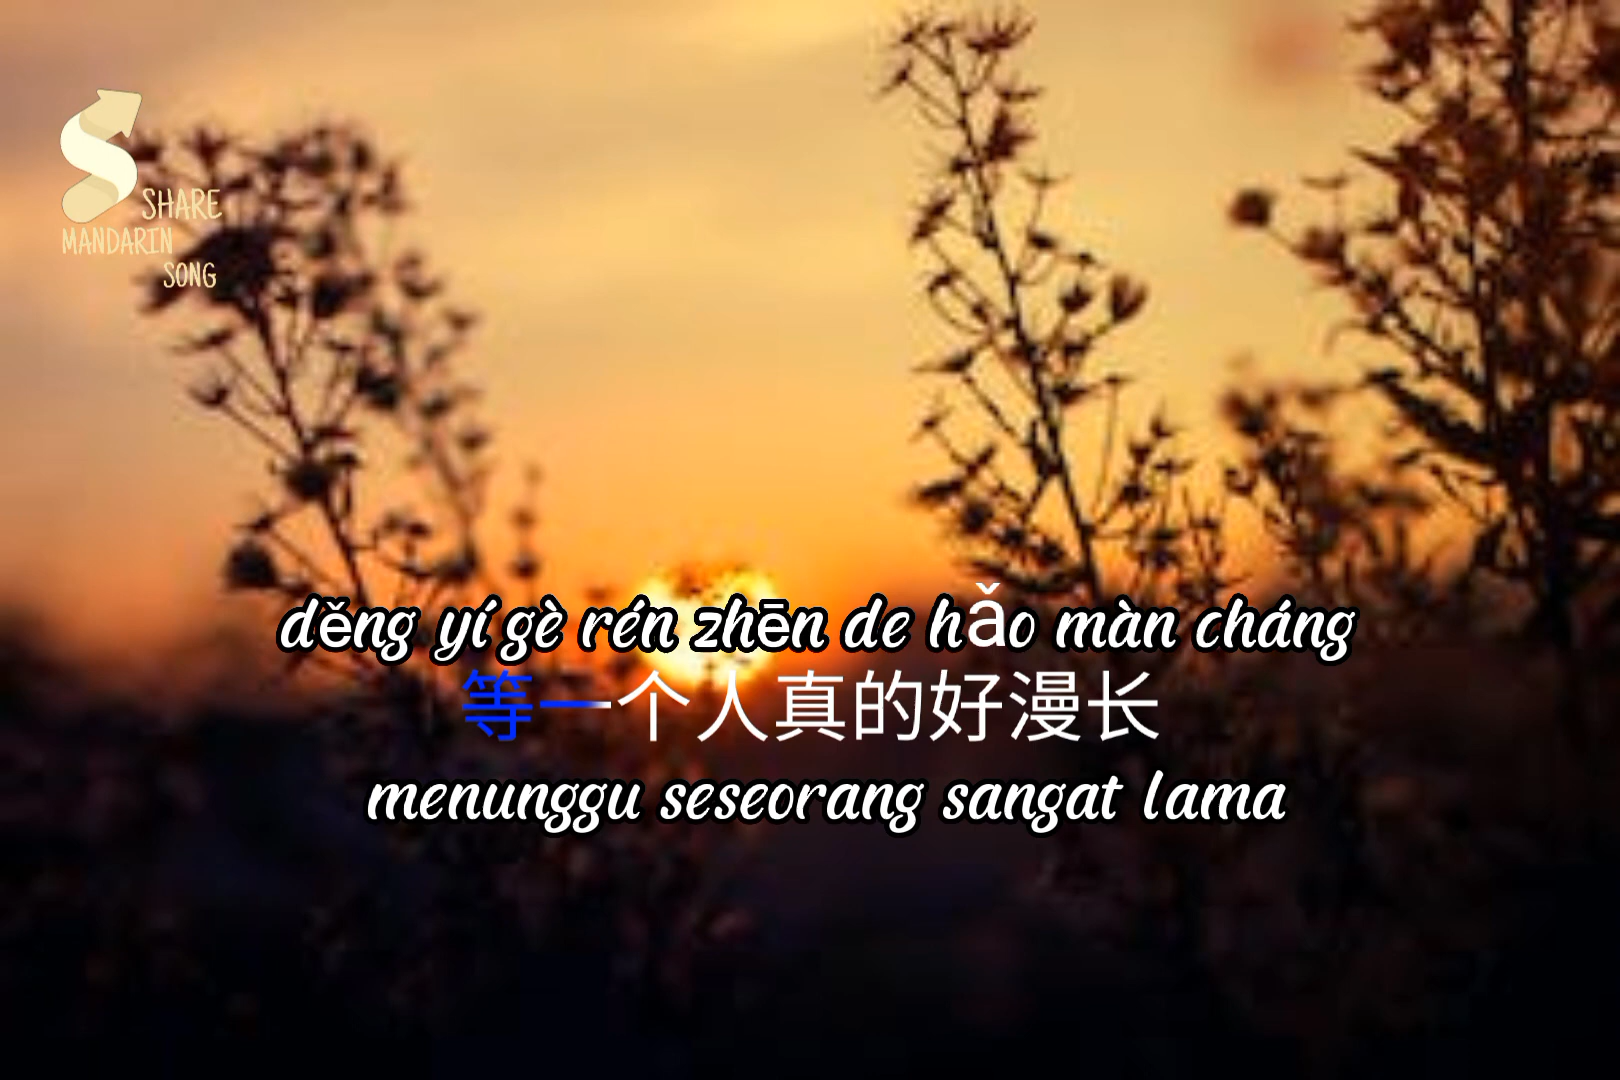 SHARE
MANDARIN
SONG
děng yí gè rén zhēn de hǎo màn cháng
等一个人真的好漫长
menunggu seseorang sangat lama